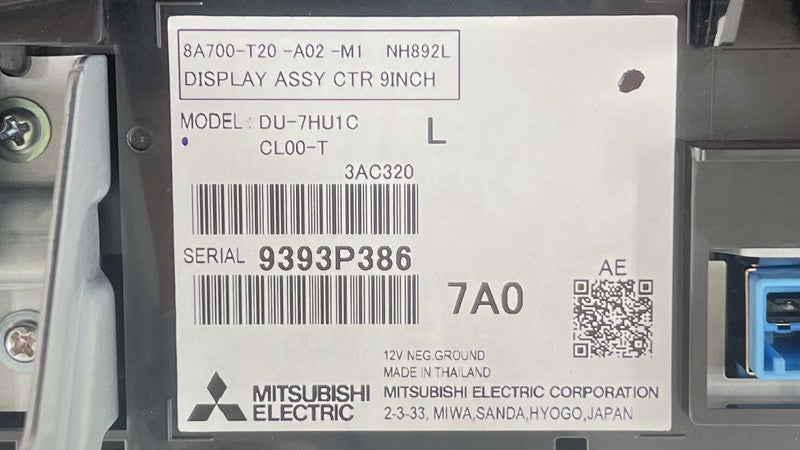 8A700-T20 -A02 -M1 NH892L
DISPLAY ASSY CTR 9INCH
MODEL : DU-7HU1C
L
CL00-T
3AC320
SERIAL 9393P386
7A0
AE
12V NEG.GROUND
MADE IN THAILAND
MITSUBISHI ELECTRIC
MITSUBISHI ELECTRIC CORPORATION
2-3-33, MIWA,SANDA,HYOGO,JAPAN